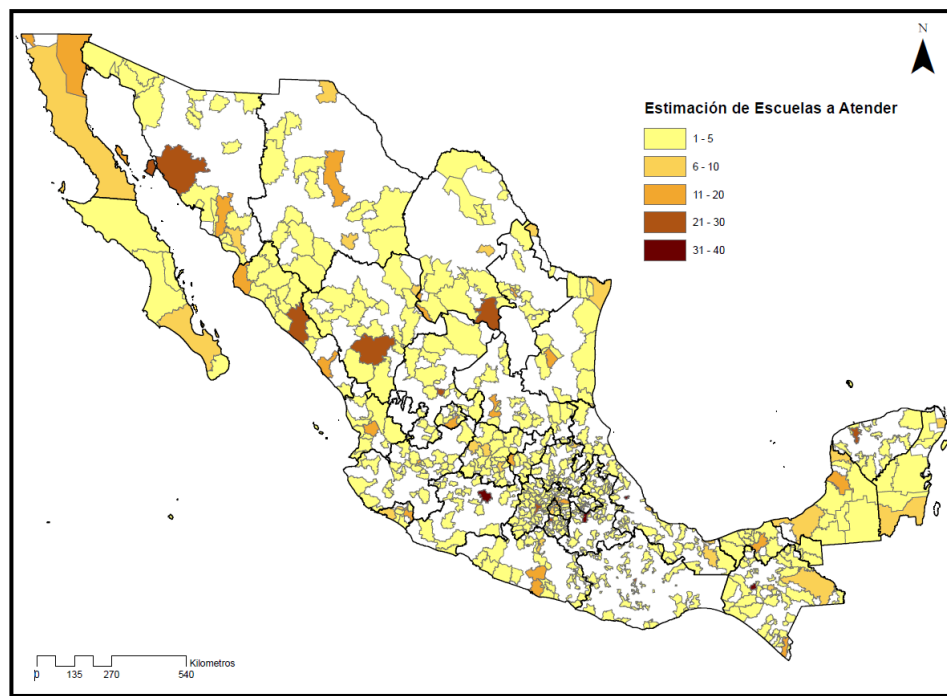 N
Estimación de Escuelas a Atender
1 - 5
6 - 10
11 - 20
21 - 30
31 - 40
Kilometros
0 135 270 540